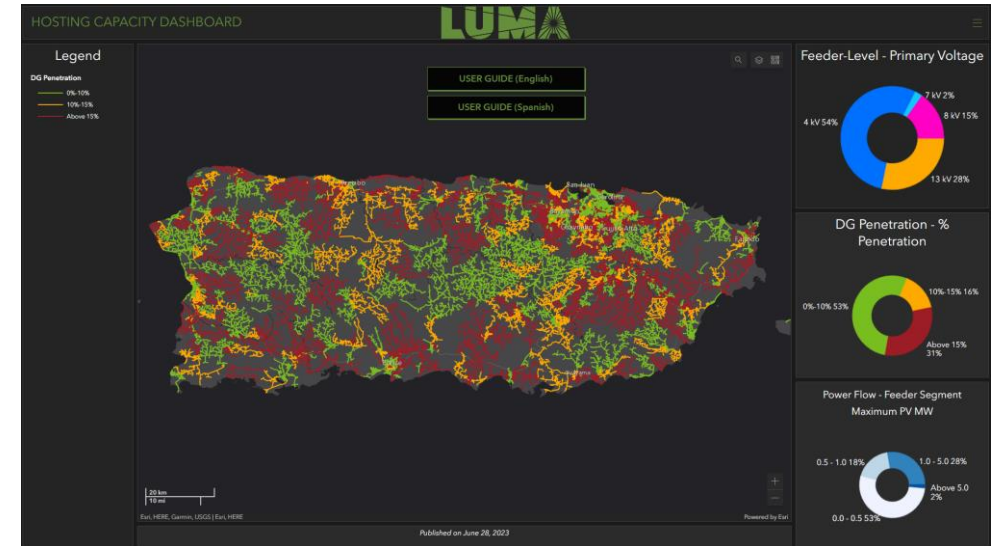 HOSTING CAPACITY DASHBOARD
LUMA
Legend
DG Penetration
0%-10%
10%-15%
Above 15%
USER GUIDE (English)
USER GUIDE (Spanish)
San Juan
20 km
10 mi
Esri, HERE, Garmin, USGS | Esri, HERE
Powered by Esri
Published on June 28, 2023
Feeder-Level - Primary Voltage
7 kV 2%
8 kV 15%
4 kV 54%
13 kV 28%
DG Penetration - %
Penetration
10%-15% 16%
0%-10% 53%
Above 15%
31%
Power Flow - Feeder Segment
Maximum PV MW
0.5 - 1.0 18%
1.0 - 5.0 28%
Above 5.0
2%
0.0 - 0.5 53%